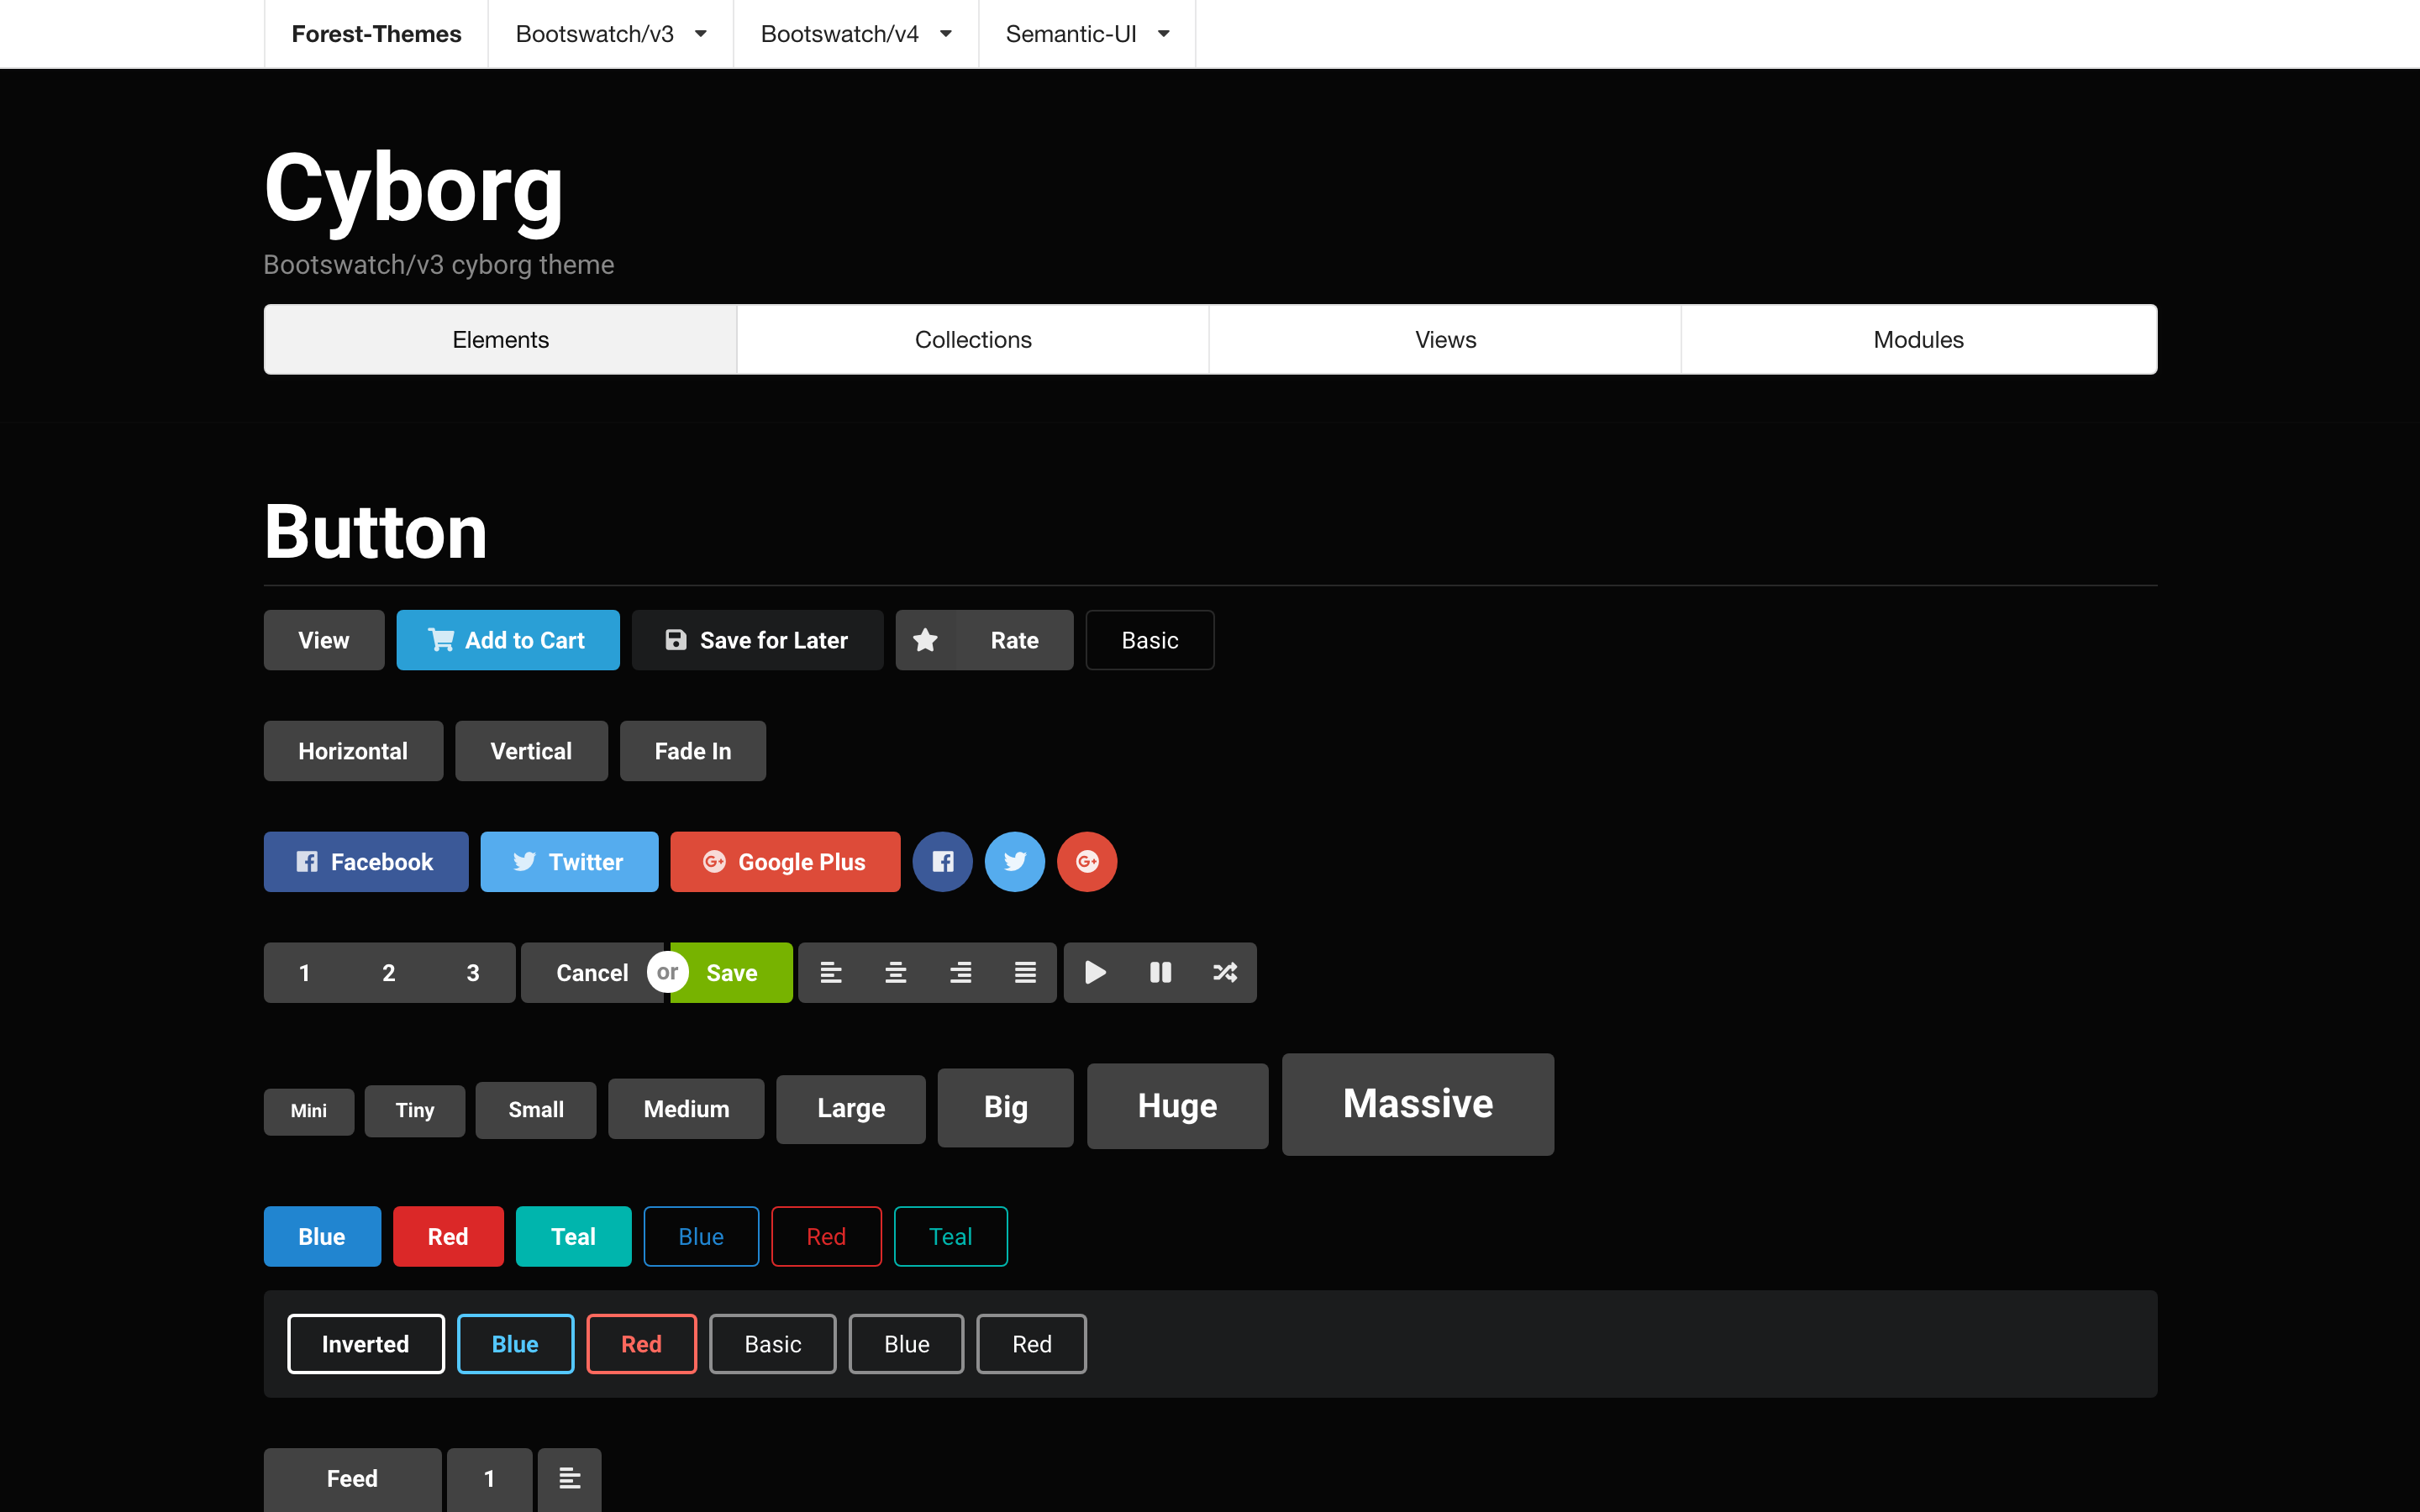 Forest-Themes Bootswatch/v3 Bootswatch/v4 Semantic-UI
Cyborg
Bootswatch/v3 cyborg theme
Elements Collections Views Modules
Button
View Add to Cart Save for Later Rate Basic
Horizontal Vertical Fade In
Facebook Twitter Google Plus
1 2 3 Cancel or Save
Mini Tiny Small Medium Large Big Huge Massive
Blue Red Teal Blue Red Teal
Inverted Blue Red Basic Blue Red
Feed 1